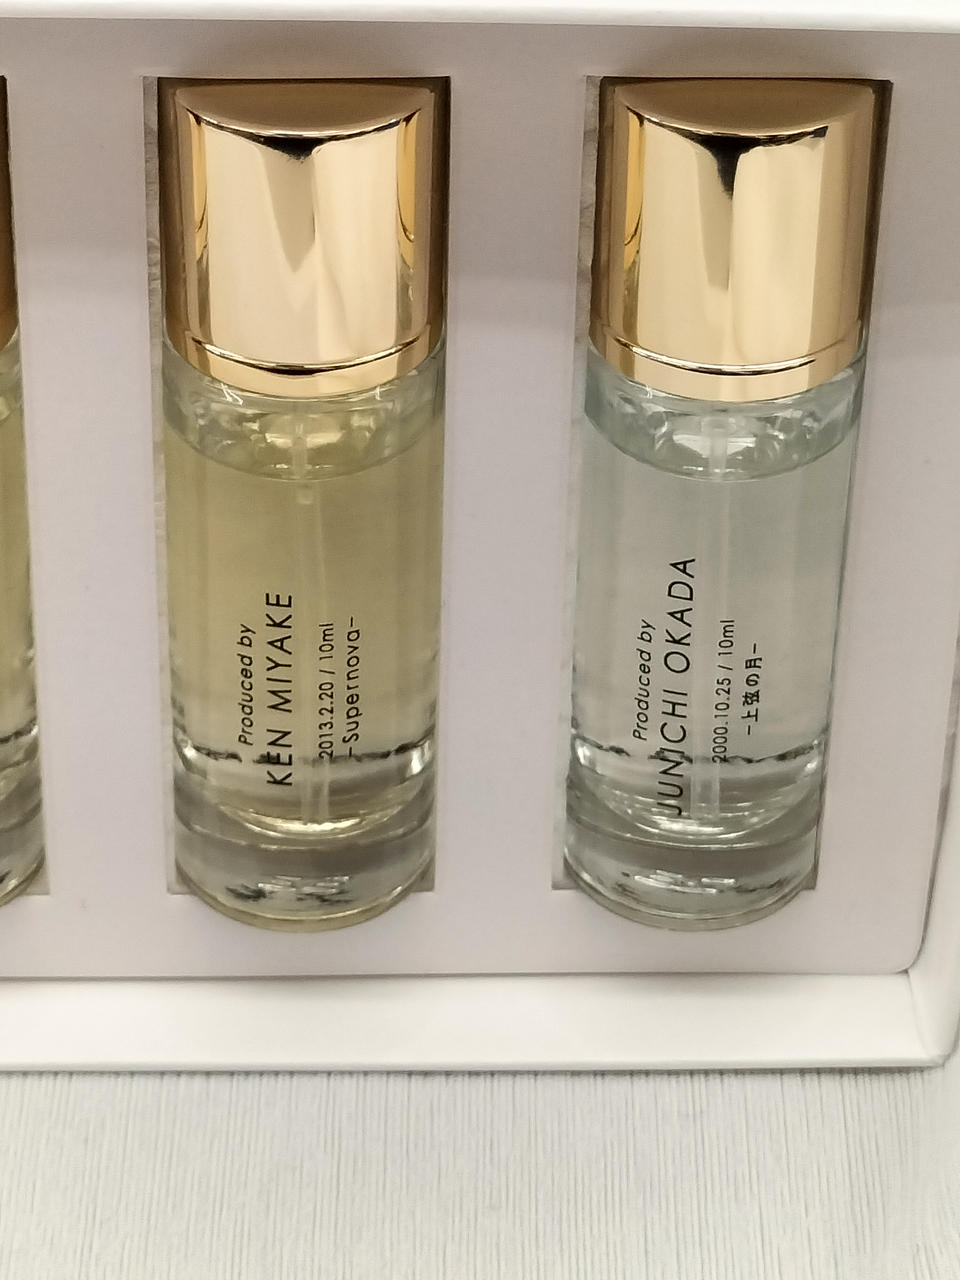 Produced by
KEN MIYAKE
2013.2.20 / 10ml
-Supernova-
Produced by
JUNICHI OKADA
2000.10.25 / 10ml
-上弦の月-